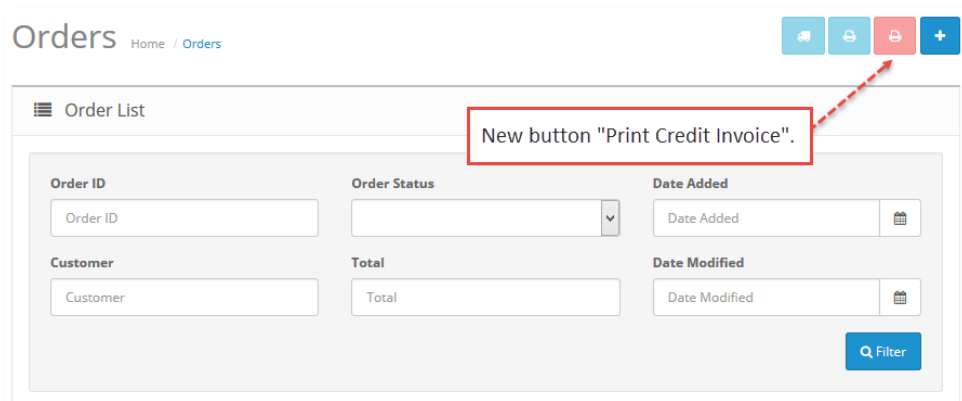 Orders Home / Orders
Order List
New button "Print Credit Invoice".
Order ID Order Status Date Added
Order ID Date Added
Customer Total Date Modified
Customer Total Date Modified
Filter